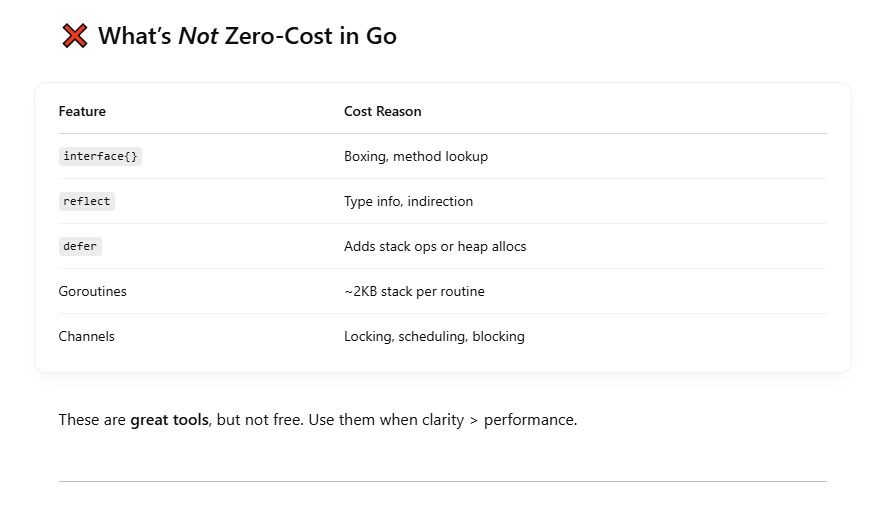 ❌ What's Not Zero-Cost in Go
Feature Cost Reason
interface{} Boxing, method lookup
reflect Type info, indirection
defer Adds stack ops or heap allocs
Goroutines ~2KB stack per routine
Channels Locking, scheduling, blocking
These are great tools, but not free. Use them when clarity > performance.